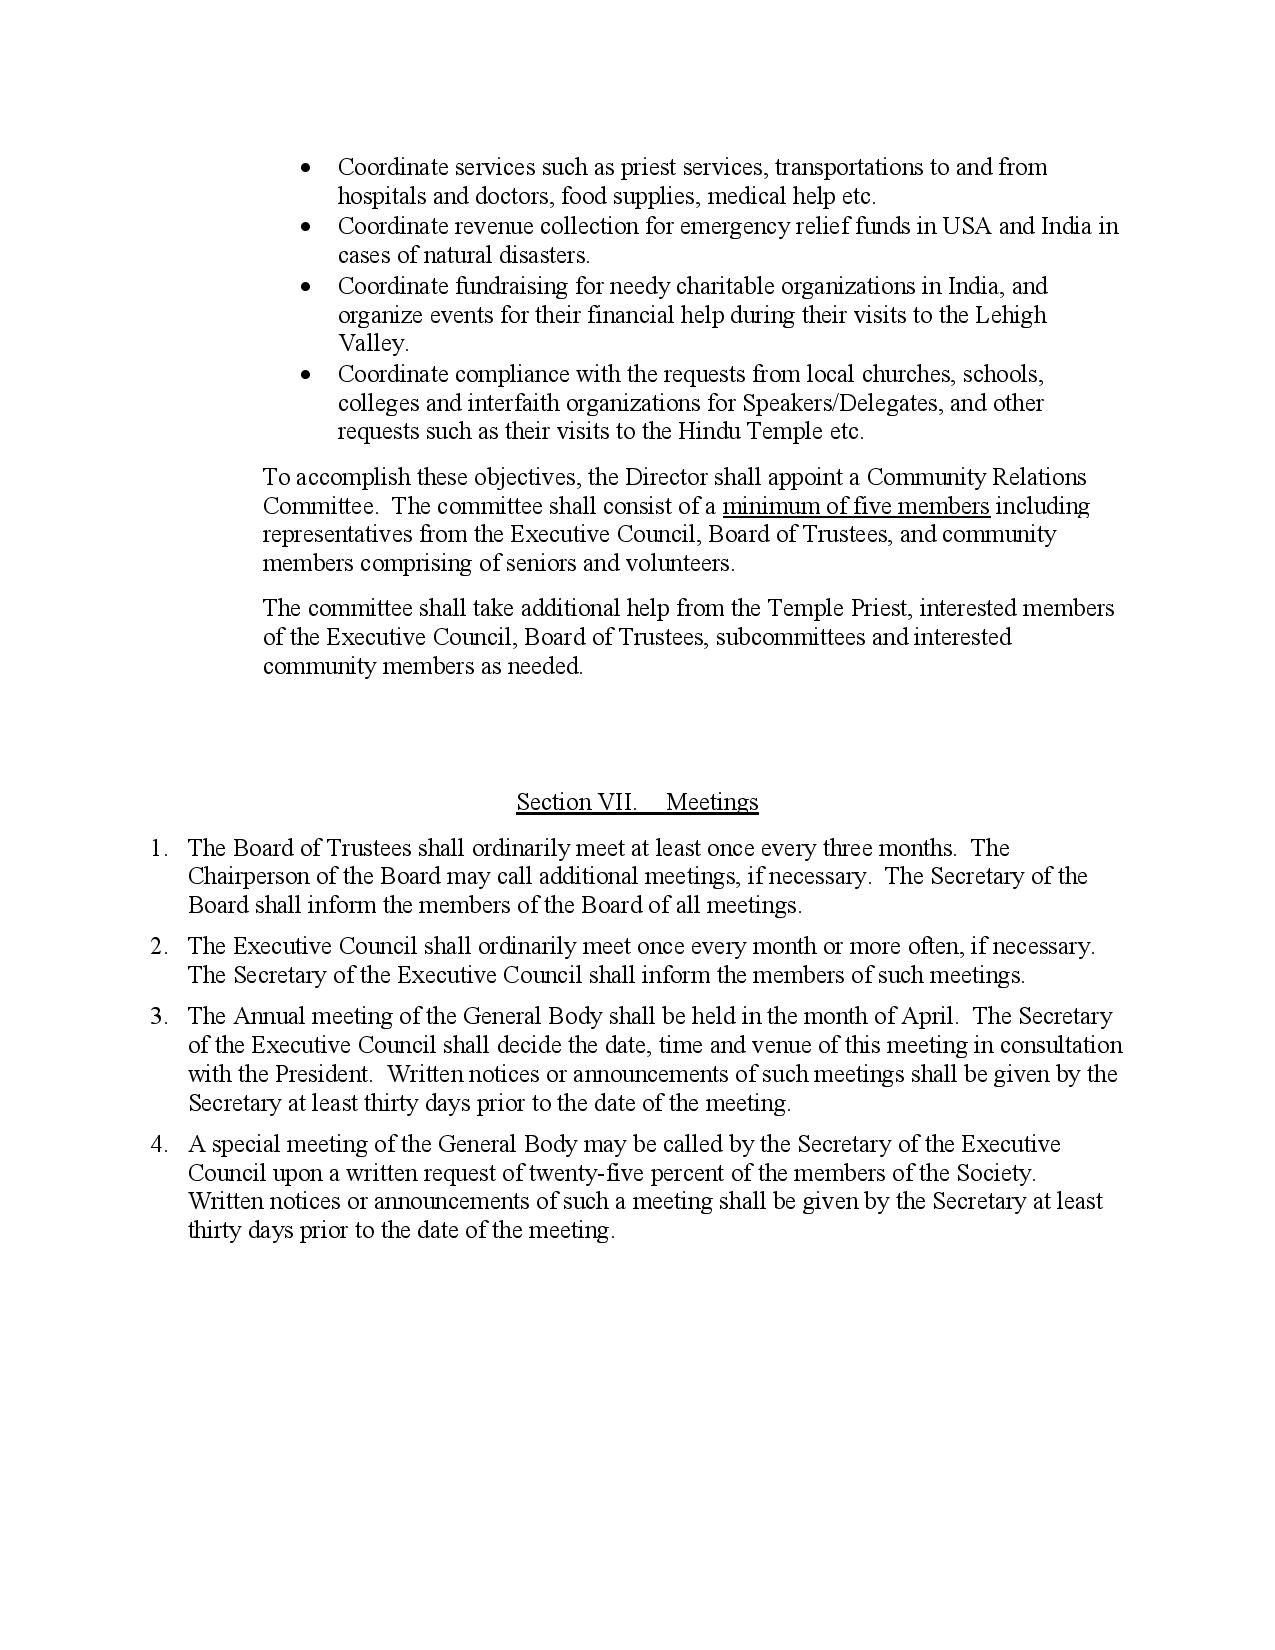 • Coordinate services such as priest services, transportations to and from
hospitals and doctors, food supplies, medical help etc.
• Coordinate revenue collection for emergency relief funds in USA and India in
cases of natural disasters.
• Coordinate fundraising for needy charitable organizations in India, and
organize events for their financial help during their visits to the Lehigh
Valley.
• Coordinate compliance with the requests from local churches, schools,
colleges and interfaith organizations for Speakers/Delegates, and other
requests such as their visits to the Hindu Temple etc.
To accomplish these objectives, the Director shall appoint a Community Relations
Committee.  The committee shall consist of a minimum of five members including
representatives from the Executive Council, Board of Trustees, and community
members comprising of seniors and volunteers.
The committee shall take additional help from the Temple Priest, interested members
of the Executive Council, Board of Trustees, subcommittees and interested
community members as needed.
Section VII.    Meetings
1. The Board of Trustees shall ordinarily meet at least once every three months.  The
Chairperson of the Board may call additional meetings, if necessary.  The Secretary of the
Board shall inform the members of the Board of all meetings.
2. The Executive Council shall ordinarily meet once every month or more often, if necessary.
The Secretary of the Executive Council shall inform the members of such meetings.
3. The Annual meeting of the General Body shall be held in the month of April.  The Secretary
of the Executive Council shall decide the date, time and venue of this meeting in consultation
with the President.  Written notices or announcements of such meetings shall be given by the
Secretary at least thirty days prior to the date of the meeting.
4. A special meeting of the General Body may be called by the Secretary of the Executive
Council upon a written request of twenty-five percent of the members of the Society.
Written notices or announcements of such a meeting shall be given by the Secretary at least
thirty days prior to the date of the meeting.